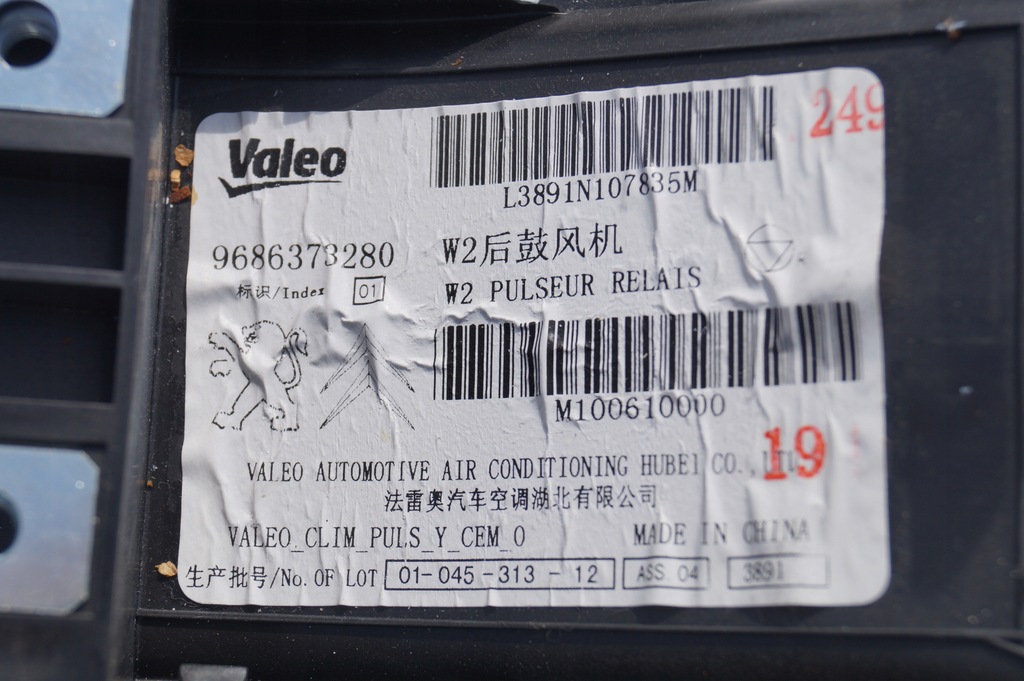 Valeo
249
L3891N107835M
9686373280
W2后鼓风机
标识/Index 01
W2 PULSEUR RELAIS
M100610000
19
VALEO AUTOMOTIVE AIR CONDITIONING HUBEI CO.,LTD
法雷奥汽车空调湖北有限公司
VALEO_CLIM_PULS_Y_CEM_0
MADE IN CHINA
生产批号/No. OF LOT 01-045-313-12 ASS 04 3891